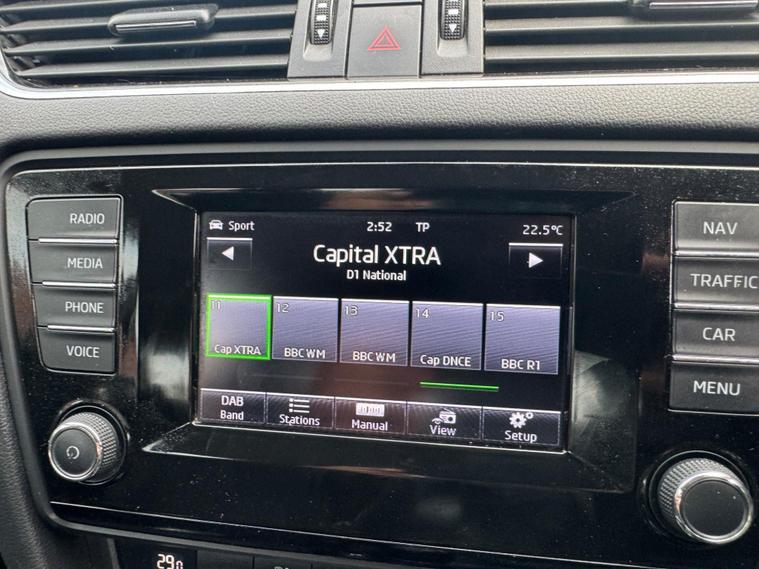 RADIO
MEDIA
PHONE
VOICE
Sport 2:52 TP 22.5°C
Capital XTRA
D1 National
11 12 13 14 15
Cap XTRA BBC WM BBC WM Cap DNCE BBC R1
DAB
Band Stations Manual View Setup
NAV
TRAFFIC
CAR
MENU
29.0